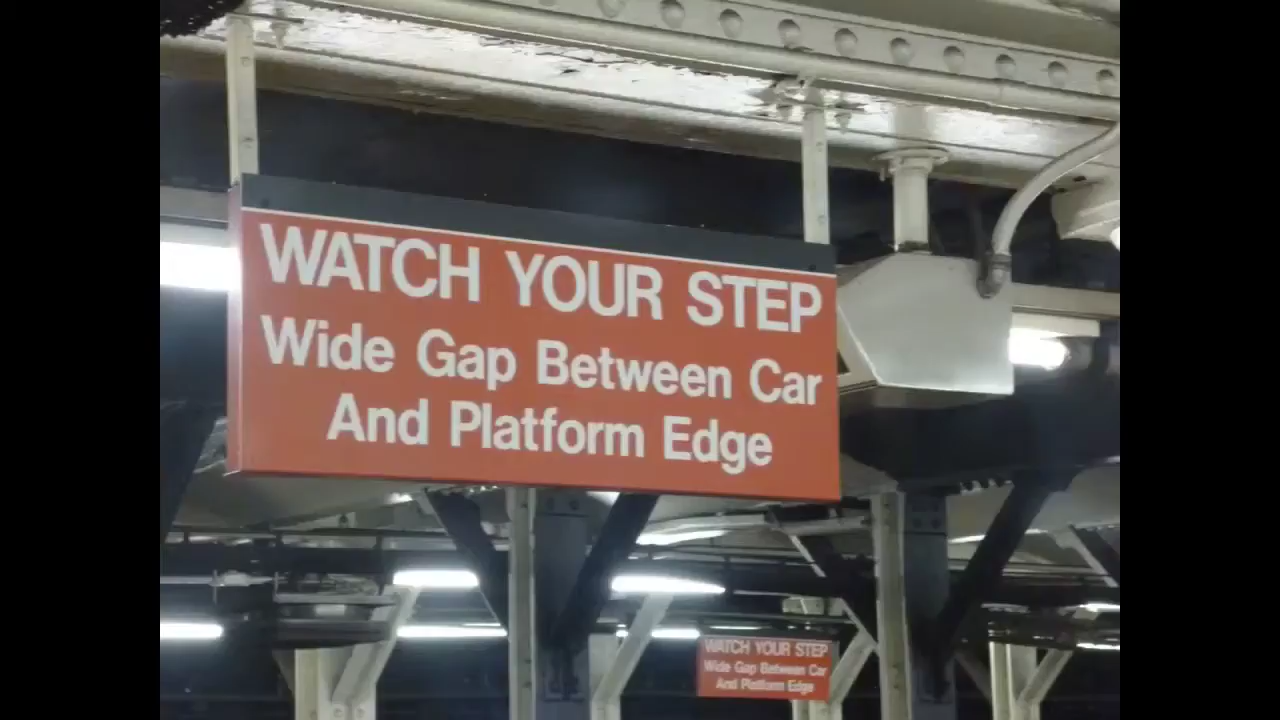 WATCH YOUR STEP
Wide Gap Between Car
And Platform Edge
WATCH YOUR STEP
Wide Gap Between Car
And Platform Edge